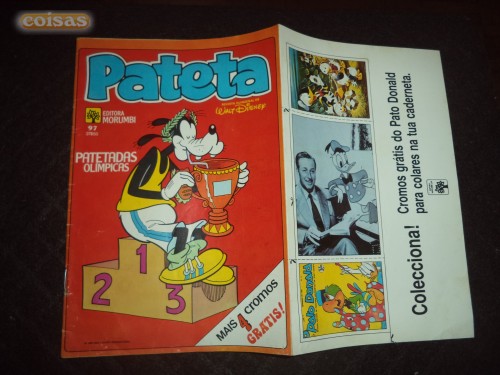 coisas
Pateta
WALT DISNEY
EDITORA
MORUMBI
97
PATETADAS
OLÍMPICAS
1
2
3
MAIS 4 cromos
GRÁTIS!
Pato Donald
Colecciona!
Cromos grátis do Pato Donald
para colares na tua caderneta.